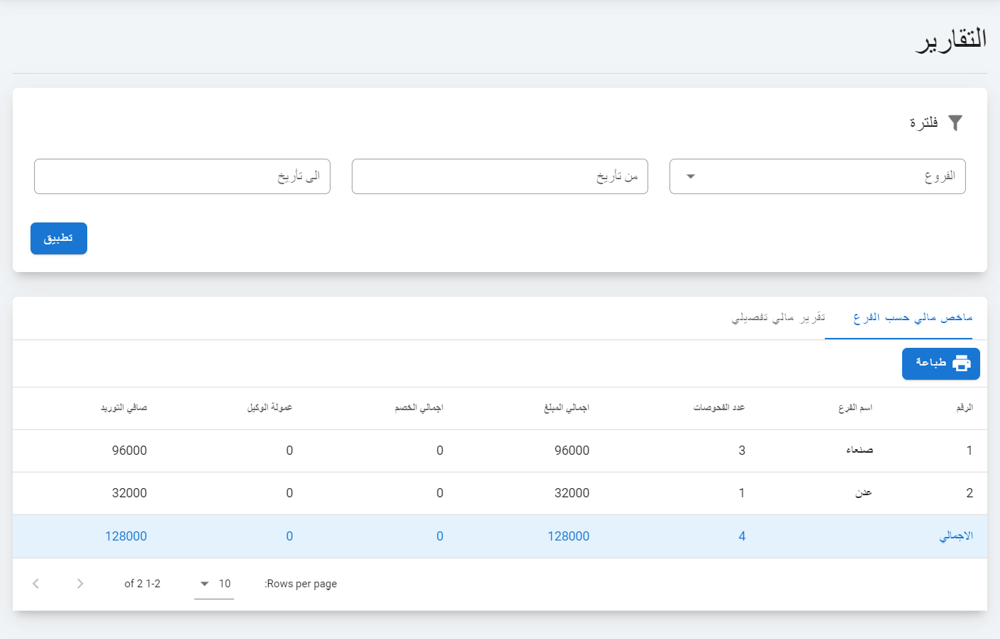 التقارير
فلترة
الفروع
من تأريخ
الى تأريخ
تطبيق
ماخص مالي حسب الفرع
تقرير مالي تفصيلي
طباعة
الرقم اسم الفرع عدد الفحوصات اجمالي المبلغ اجمالي الخصم عمولة الوكيل صافي التوريد
1 صنعاء 3 96000 0 0 96000
2 عدن 1 32000 0 0 32000
الاجمالي 4 128000 0 0 128000
:Rows per page 10 of 2 1-2